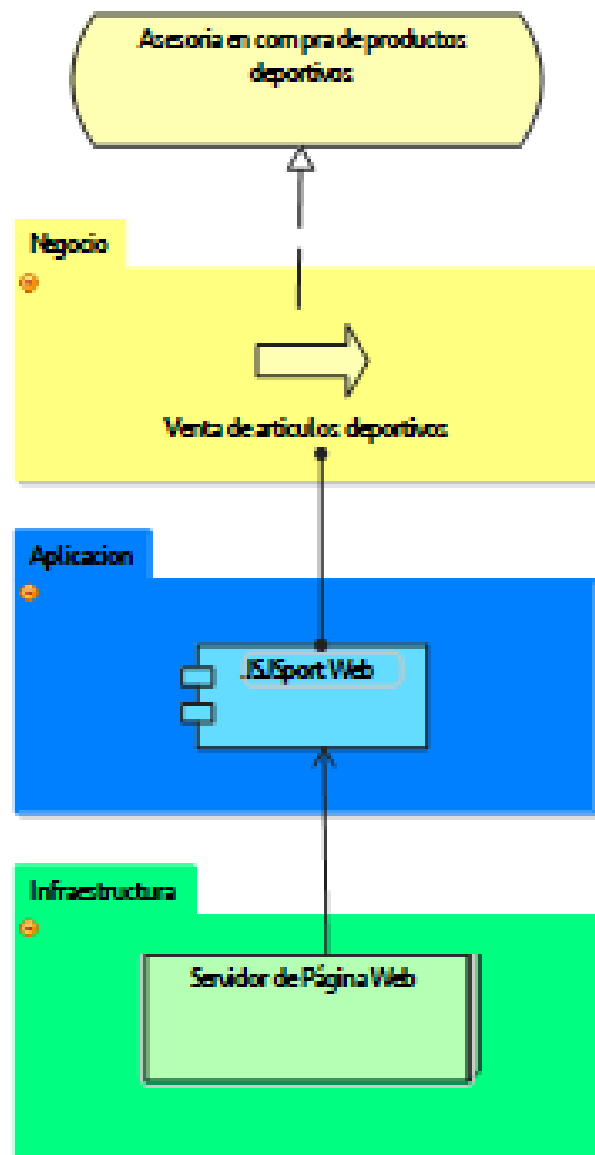 Asesoria en compra de productos
deportivos
Negocio
Venta de articulos deportivos
Aplicacion
JSJSport Web
Infraestructura
Servidor de Página Web